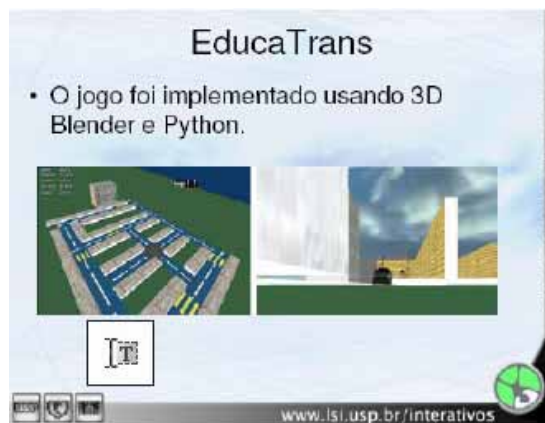 EducaTrans
• O jogo foi implementado usando 3D
Blender e Python.
T
www.lsi.usp.br/interativos